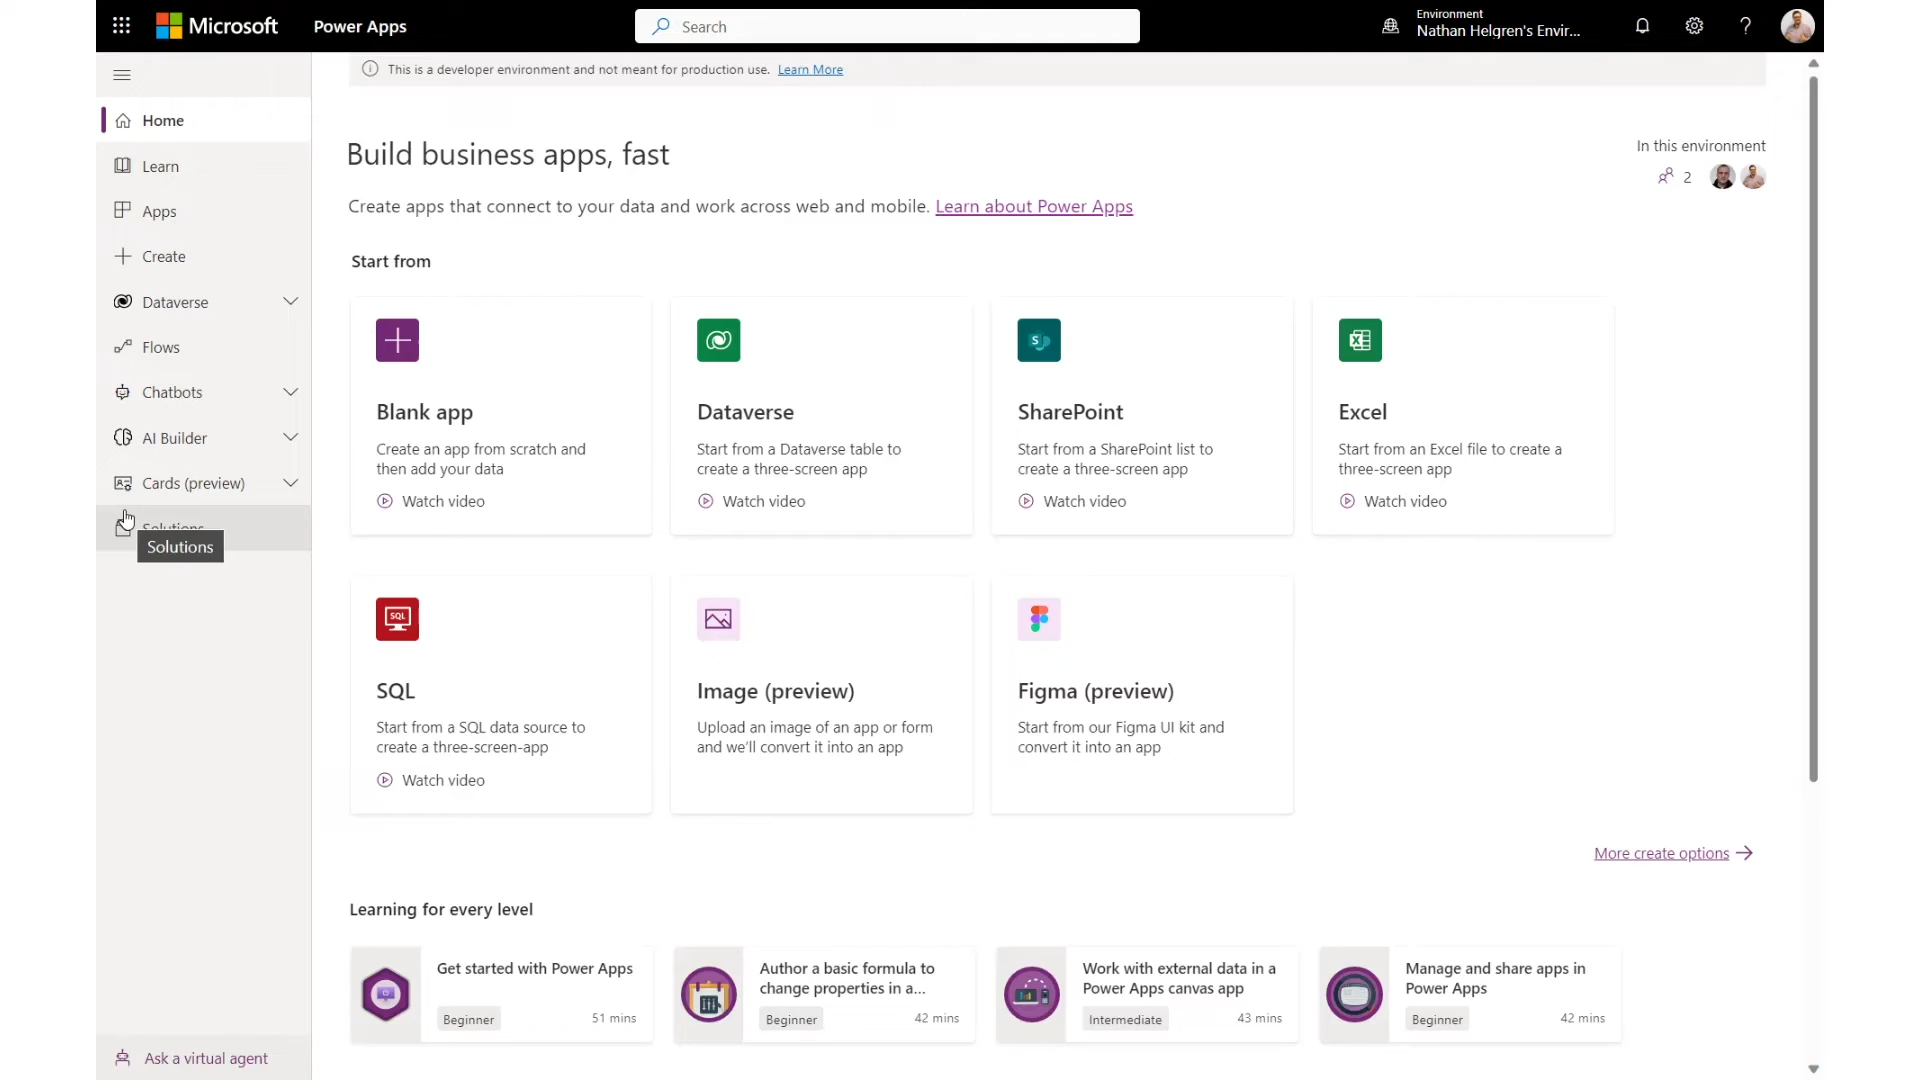 Microsoft
Power Apps
Search
Environment
Nathan Helgren's Envir...
This is a developer environment and not meant for production use. Learn More
Home
Learn
Apps
Create
Dataverse
Flows
Chatbots
AI Builder
Cards (preview)
Solutions
Solutions
Ask a virtual agent
Build business apps, fast
In this environment
2
Create apps that connect to your data and work across web and mobile. Learn about Power Apps
Start from
Blank app
Create an app from scratch and
then add your data
Watch video
Dataverse
Start from a Dataverse table to
create a three-screen app
Watch video
SharePoint
Start from a SharePoint list to
create a three-screen app
Watch video
Excel
Start from an Excel file to create a
three-screen app
Watch video
SQL
SQL
Start from a SQL data source to
create a three-screen-app
Watch video
Image (preview)
Upload an image of an app or form
and we'll convert it into an app
Figma (preview)
Start from our Figma UI kit and
convert it into an app
More create options
Learning for every level
Get started with Power Apps
Beginner
51 mins
Author a basic formula to
change properties in a...
Beginner
42 mins
Work with external data in a
Power Apps canvas app
Intermediate
43 mins
Manage and share apps in
Power Apps
Beginner
42 mins